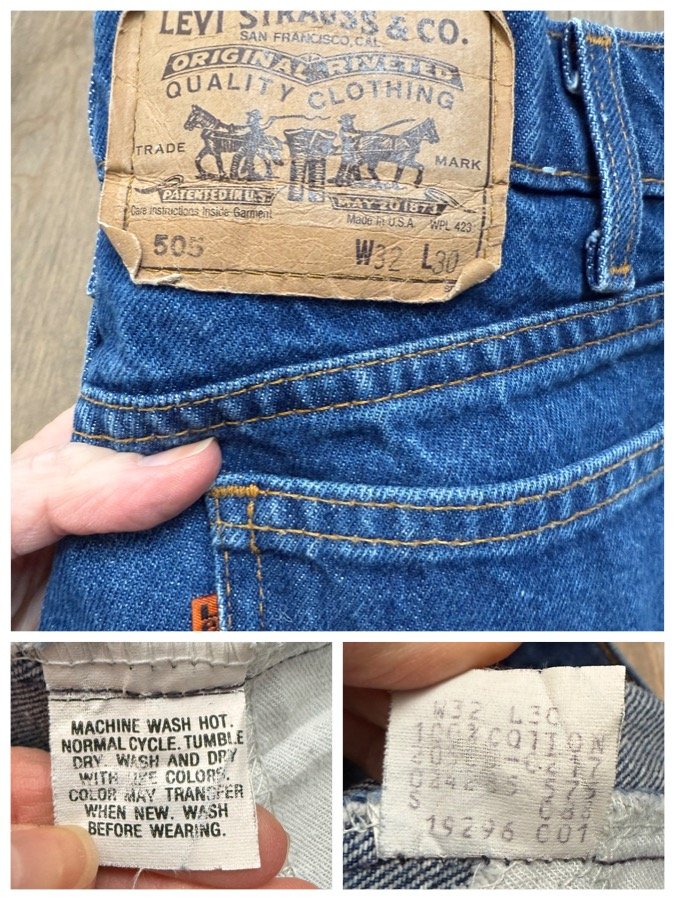 LEVI STRAUSS & CO.
SAN FRANCISCO, CAL.
ORIGINAL RIVETED
QUALITY CLOTHING
TRADE MARK
PATENTED IN U.S. MAY 20 1873
Care Instructions Inside Garment Made in U.S.A. WPL 423
505 W32 L30
MACHINE WASH HOT.
NORMAL CYCLE. TUMBLE
DRY. WASH AND DRY
WITH LIKE COLORS.
COLOR MAY TRANSFER
WHEN NEW. WASH
BEFORE WEARING.
W32 L30
COTTON
19296 C01